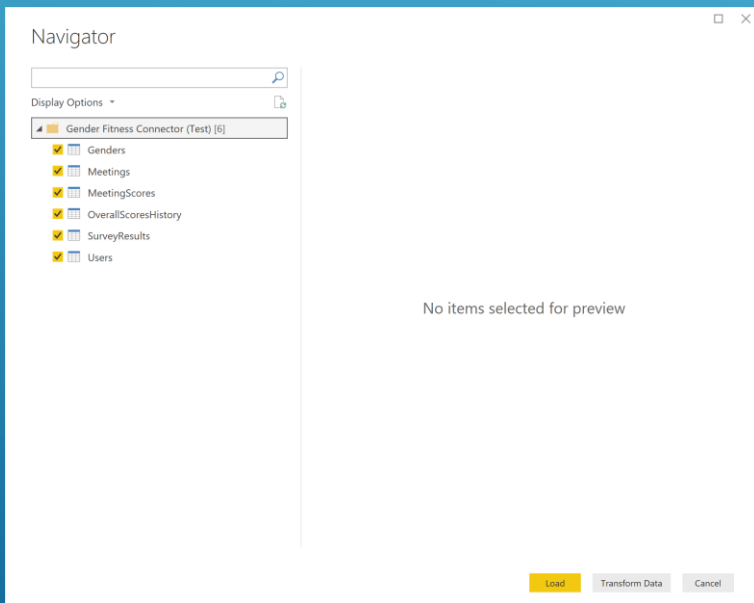 Navigator
Display Options
Gender Fitness Connector (Test) [6]
Genders
Meetings
MeetingScores
OverallScoresHistory
SurveyResults
Users
No items selected for preview
Load Transform Data Cancel